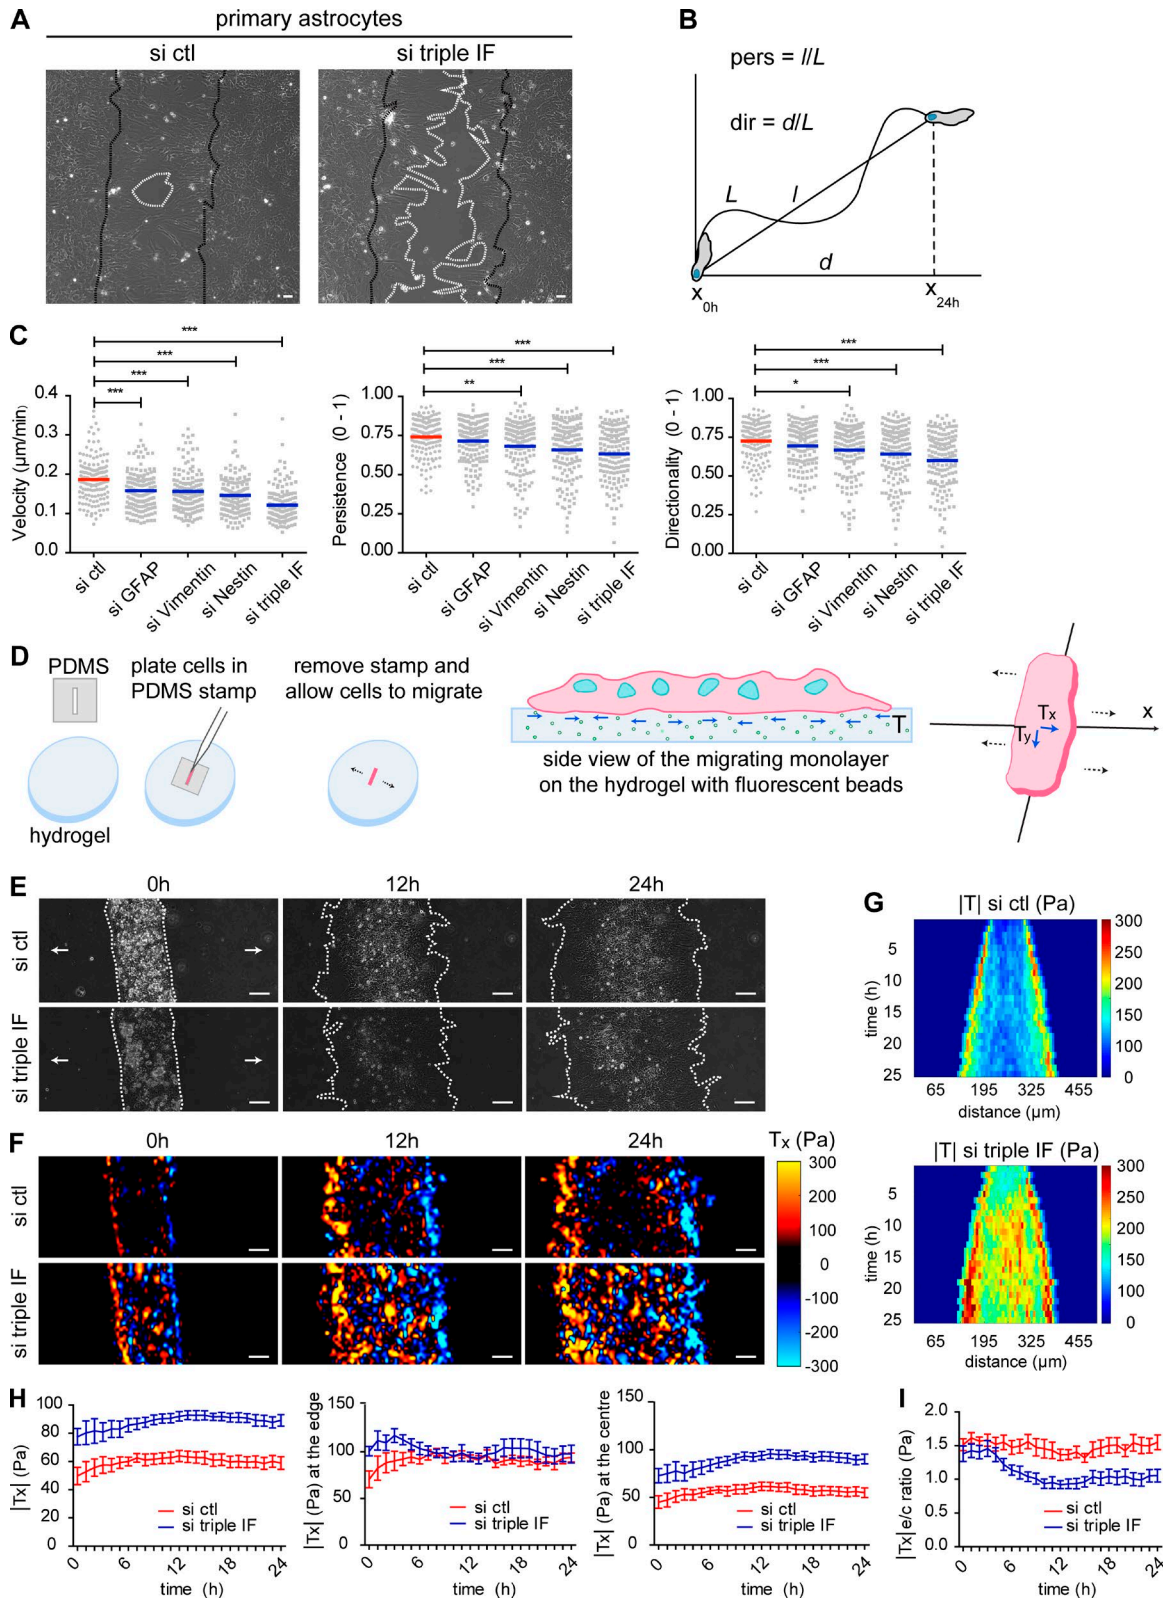 A
primary astrocytes
si ctl
si triple IF
B
pers = l/L
dir = d/L
L
l
d
X 0h
X 24h
C
***
***
***
***
Velocity (μm/min)
0.4
0.3
0.2
0.1
0.0
si ctl
si GFAP
si Vimentin
si Nestin
si triple IF
***
***
**
Persistence (0 - 1)
1.00
0.75
0.50
0.25
0.00
si ctl
si GFAP
si Vimentin
si Nestin
si triple IF
***
***
*
Directionality (0 - 1)
1.00
0.75
0.50
0.25
0.00
si ctl
si GFAP
si Vimentin
si Nestin
si triple IF
D
PDMS
plate cells in
PDMS stamp
remove stamp and
allow cells to migrate
hydrogel
T
side view of the migrating monolayer
on the hydrogel with fluorescent beads
Tx
Ty
x
E
0h
12h
24h
si ctl
si triple IF
F
0h
12h
24h
Tx (Pa)
si ctl
si triple IF
300
200
100
0
-100
-200
-300
G
|T| si ctl (Pa)
time (h)
5
10
15
20
25
65
195
325
455
distance (μm)
300
250
200
150
100
50
0
|T| si triple IF (Pa)
time (h)
5
10
15
20
25
65
195
325
455
distance (μm)
300
250
200
150
100
50
0
H
|Tx| (Pa)
100
80
60
40
20
0
si ctl
si triple IF
0
6
12
18
24
time (h)
|Tx| (Pa) at the edge
150
100
50
0
si ctl
si triple IF
0
6
12
18
24
time (h)
|Tx| (Pa) at the centre
150
100
50
0
si ctl
si triple IF
0
6
12
18
24
time (h)
I
|Tx| e/c ratio (Pa)
2.0
1.5
1.0
0.5
0.0
si ctl
si triple IF
0
6
12
18
24
time (h)